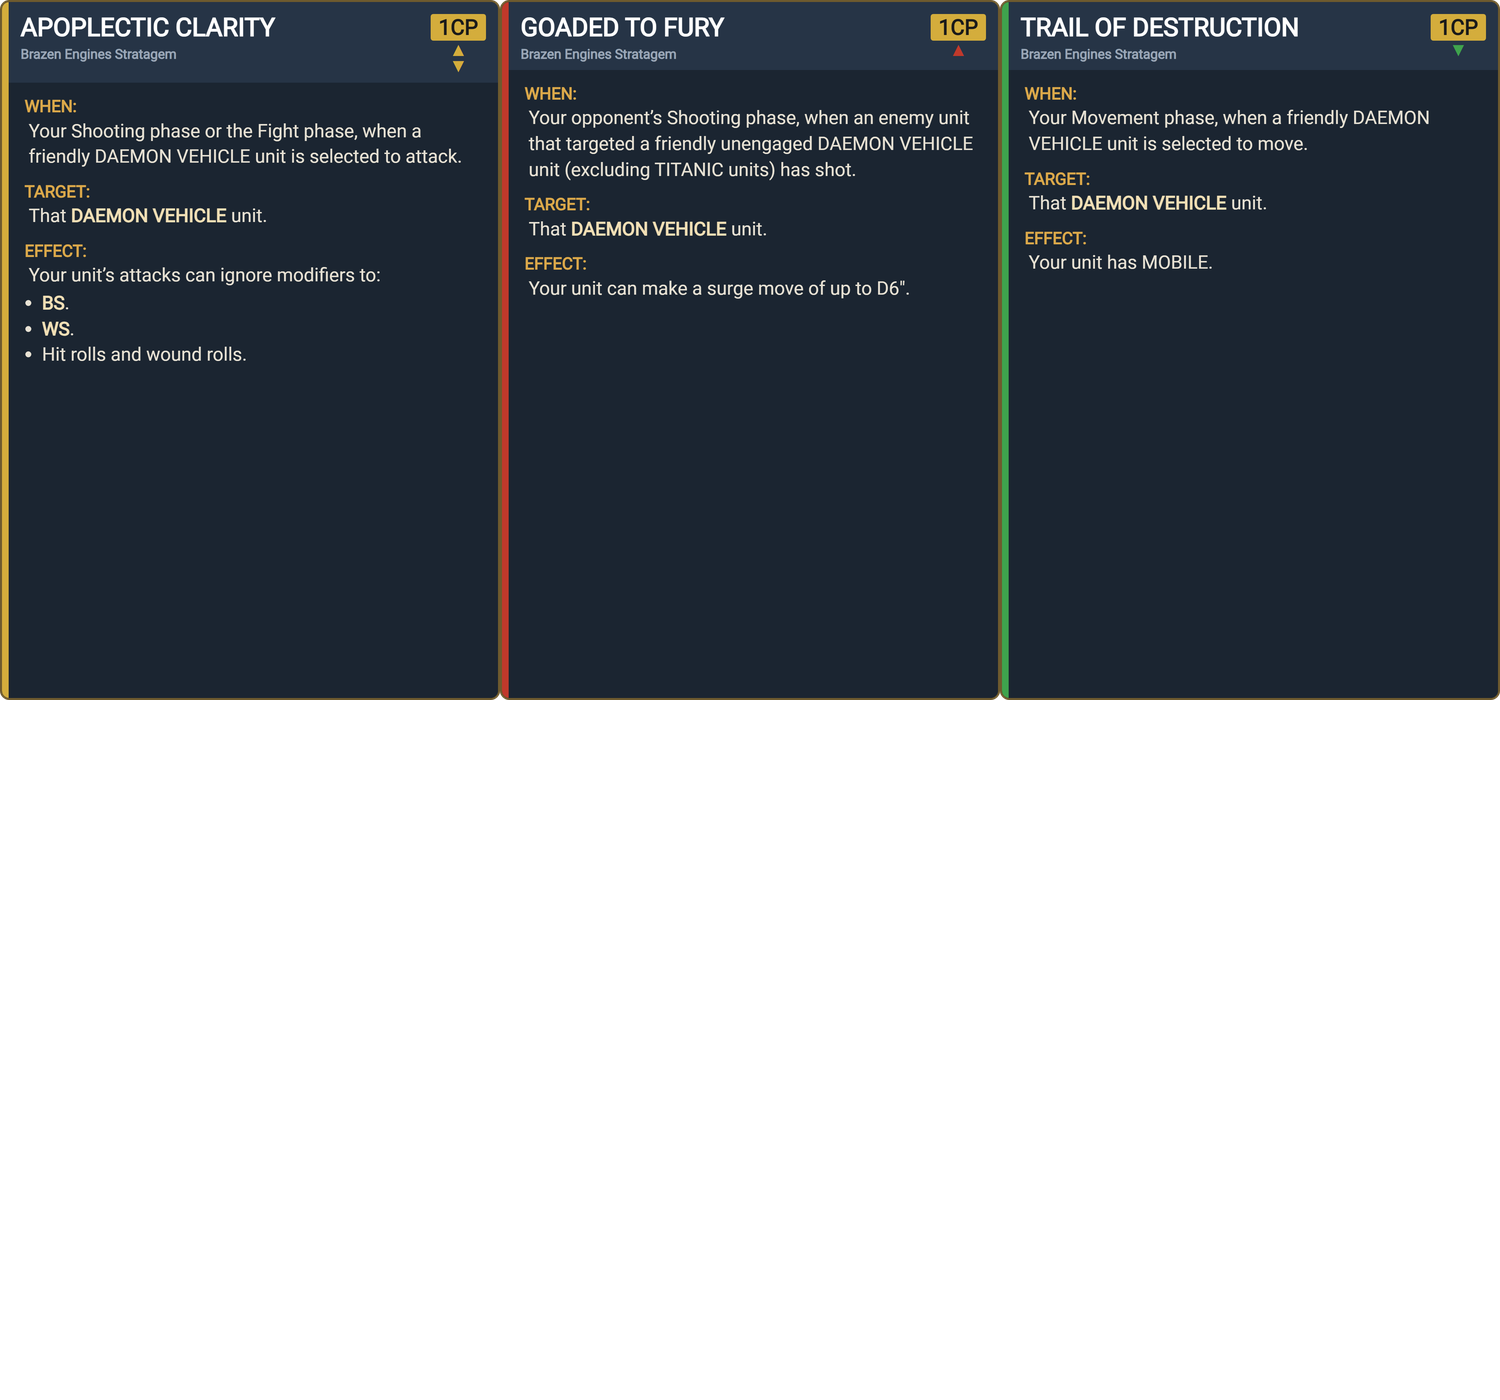 APOPLECTIC CLARITY
1CP
Brazen Engines Stratagem
▲
▼
WHEN:
Your Shooting phase or the Fight phase, when a
friendly DAEMON VEHICLE unit is selected to attack.
TARGET:
That DAEMON VEHICLE unit.
EFFECT:
Your unit’s attacks can ignore modifiers to:
• BS.
• WS.
• Hit rolls and wound rolls.
GOADED TO FURY
1CP
Brazen Engines Stratagem
▲
WHEN:
Your opponent’s Shooting phase, when an enemy unit
that targeted a friendly unengaged DAEMON VEHICLE
unit (excluding TITANIC units) has shot.
TARGET:
That DAEMON VEHICLE unit.
EFFECT:
Your unit can make a surge move of up to D6".
TRAIL OF DESTRUCTION
1CP
Brazen Engines Stratagem
▼
WHEN:
Your Movement phase, when a friendly DAEMON
VEHICLE unit is selected to move.
TARGET:
That DAEMON VEHICLE unit.
EFFECT:
Your unit has MOBILE.